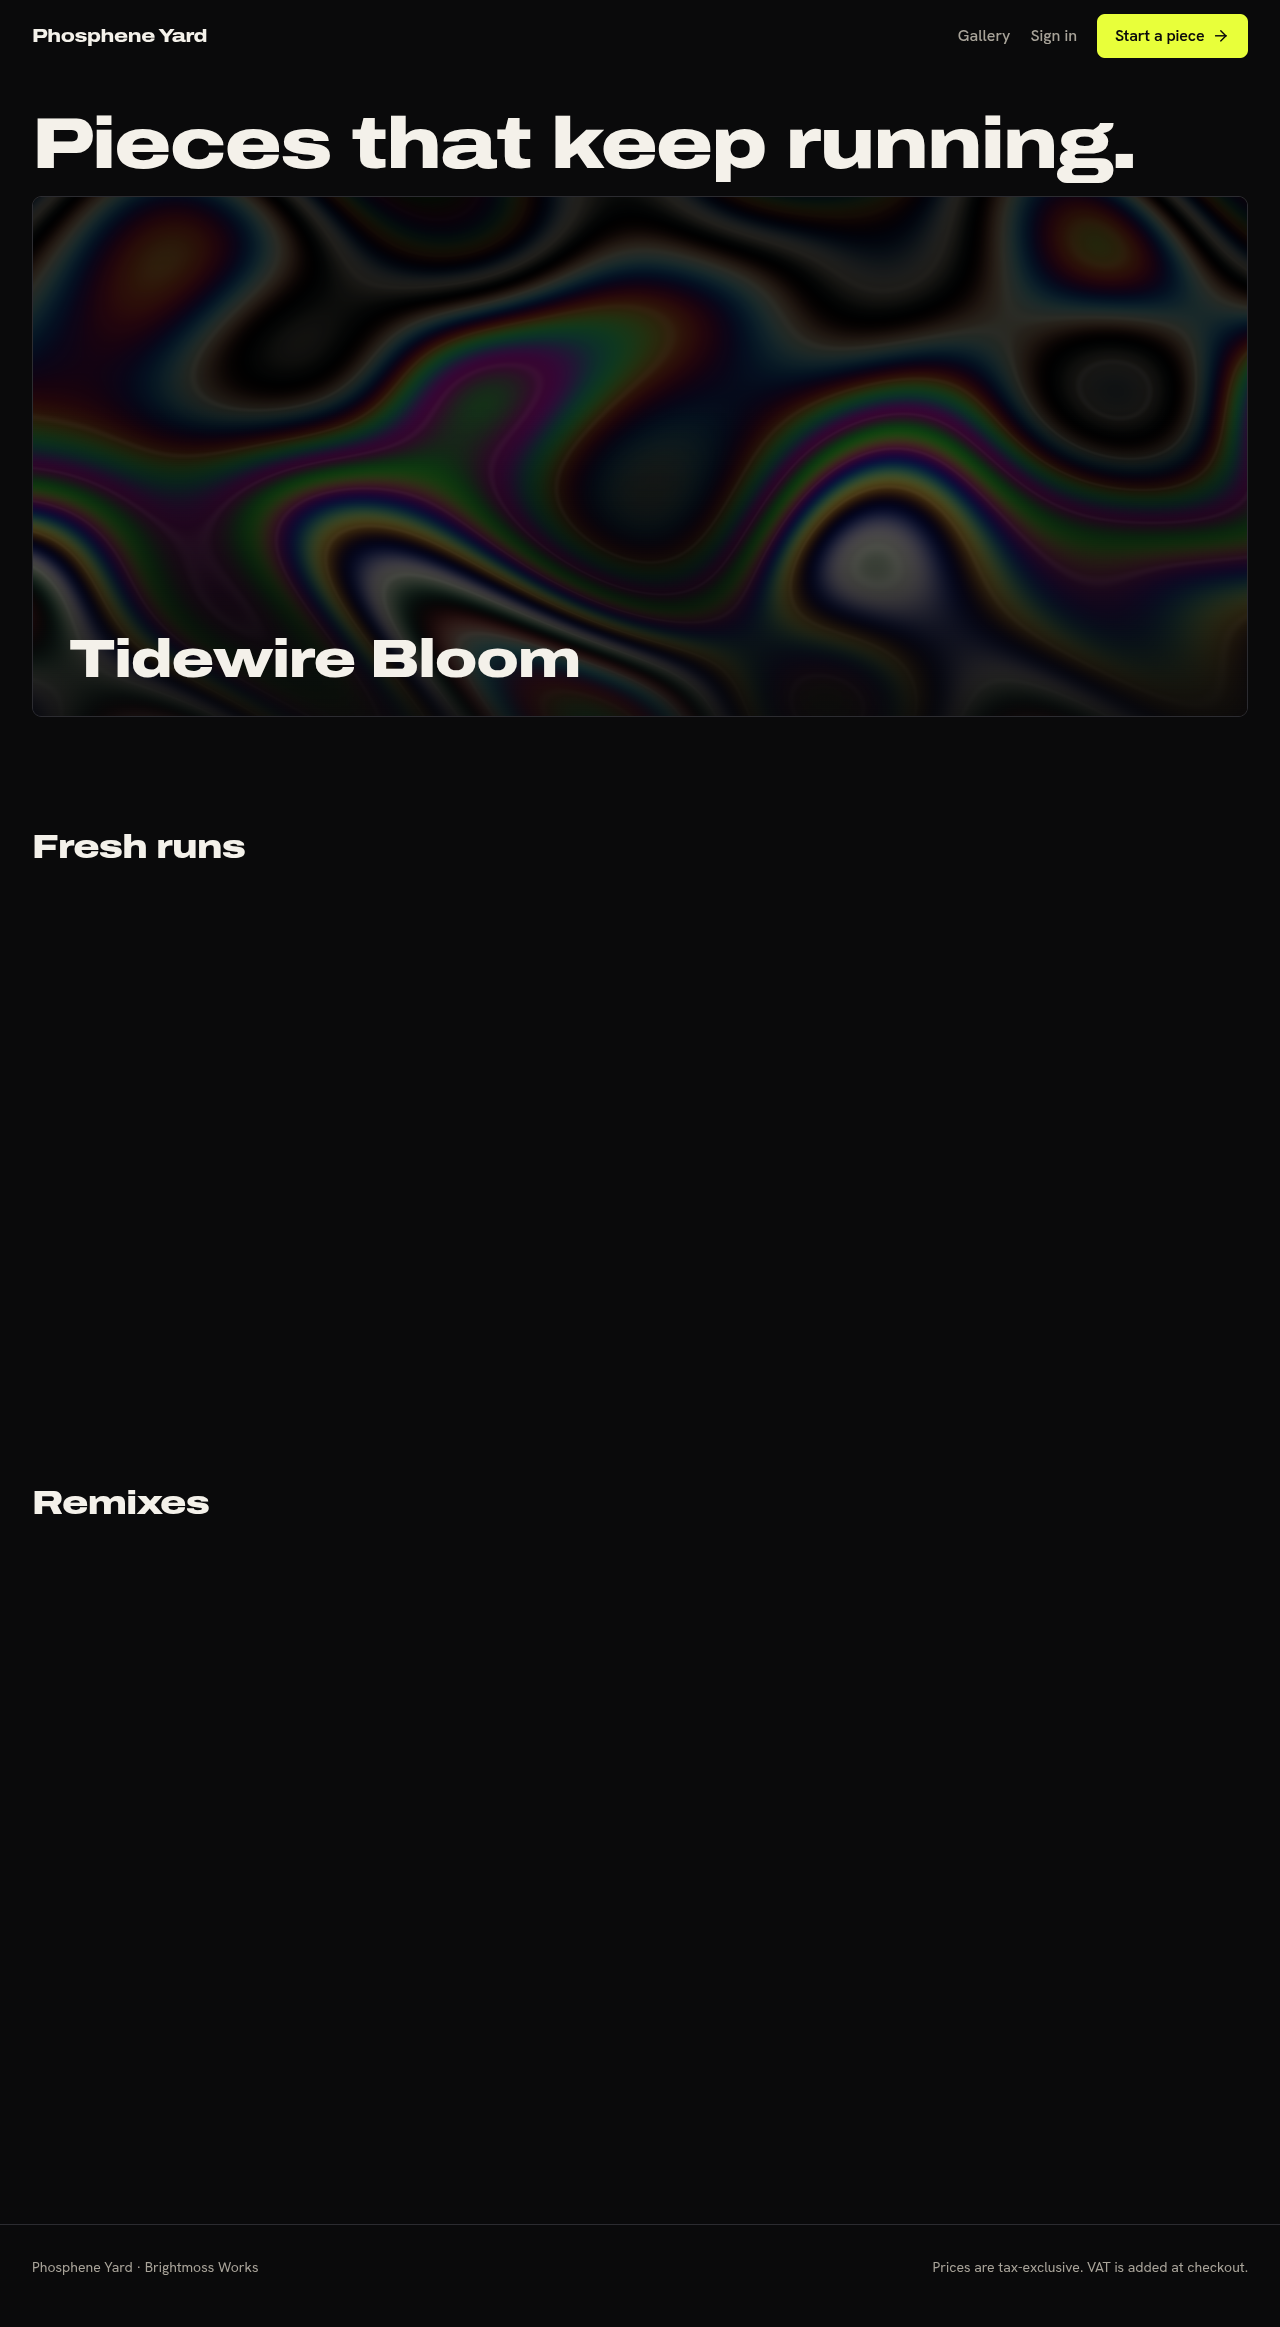 Phosphene Yard
Gallery
Sign in
Start a piece
Pieces that keep running.
Tidewire Bloom
Fresh runs
Remixes
Phosphene Yard · Brightmoss Works
Prices are tax-exclusive. VAT is added at checkout.